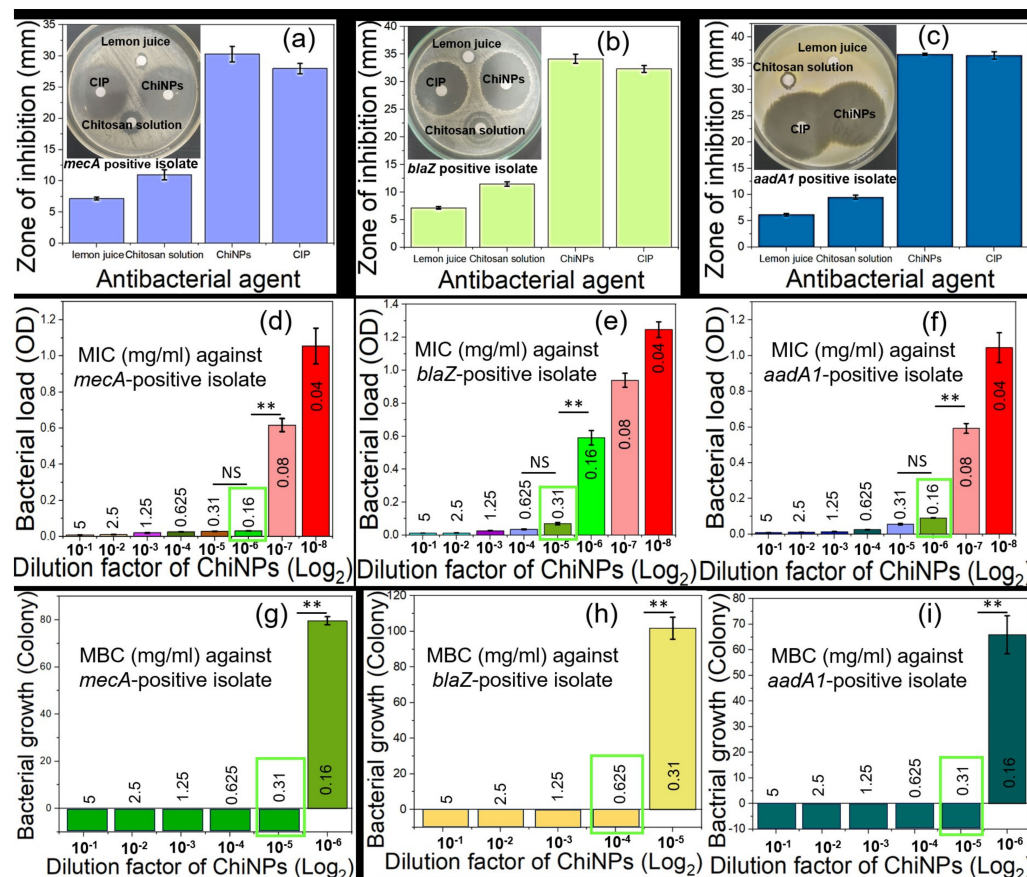 Zone of inhibition (mm)
35
30
25
20
15
10
5
0
(a)
Lemon juice
CIP
ChiNPs
Chitosan solution
mecA positive isolate
lemon juice Chitosan solution ChiNPs CIP
Antibacterial agent
Zone of inhibition (mm)
40
35
30
25
20
15
10
5
0
(b)
Lemon juice
CIP
ChiNPs
Chitosan solution
blaZ positive isolate
Lemon juice Chitosan solution ChiNPs CIP
Antibacterial agent
Zone of inhibition (mm)
40
35
30
25
20
15
10
5
0
(c)
Lemon juice
Chitosan solution
CIP
ChiNPs
aadA1 positive isolate
Lemon juice Chitosan solution ChiNPs CIP
Antibacterial agent
Bacterial load (OD)
1.2
1.0
0.8
0.6
0.4
0.2
0.0
(d)
MIC (mg/ml) against
mecA-positive isolate
**
NS
5 2.5 1.25 0.625 0.31 0.16 0.08 0.04
10-1 10-2 10-3 10-4 10-5 10-6 10-7 10-8
Dilution factor of ChiNPs (Log2)
Bacterial load (OD)
1.4
1.2
1.0
0.8
0.6
0.4
0.2
0.0
(e)
MIC (mg/ml) against
blaZ-positive isolate
**
NS
5 2.5 1.25 0.625 0.31 0.16 0.08 0.04
10-1 10-2 10-3 10-4 10-5 10-6 10-7 10-8
Dilution factor of ChiNPs (Log2)
Bacterial load (OD)
1.2
1.0
0.8
0.6
0.4
0.2
0.0
(f)
MIC (mg/ml) against
aadA1-positive isolate
**
NS
5 2.5 1.25 0.625 0.31 0.16 0.08 0.04
10-1 10-2 10-3 10-4 10-5 10-6 10-7 10-8
Dilution factor of ChiNPs (Log2)
Bacterial growth (Colony)
80
60
40
20
0
(g)
**
MBC (mg/ml) against
mecA-positive isolate
5 2.5 1.25 0.625 0.31 0.16
10-1 10-2 10-3 10-4 10-5 10-6
Dilution factor of ChiNPs (Log2)
Bacterial growth (Colony)
120
100
80
60
40
20
0
(h)
**
MBC (mg/ml) against
blaZ-positive isolate
5 2.5 1.25 0.625 0.31
10-1 10-2 10-3 10-4 10-5
Dilution factor of ChiNPs (Log2)
Bactrial growth (Colony)
80
70
60
50
40
30
20
10
0
-10
(i)
**
MBC (mg/ml) against
aadA1-positive isolate
5 2.5 1.25 0.625 0.31 0.16
10-1 10-2 10-3 10-4 10-5 10-6
Dilution factor of ChiNPs (Log2)